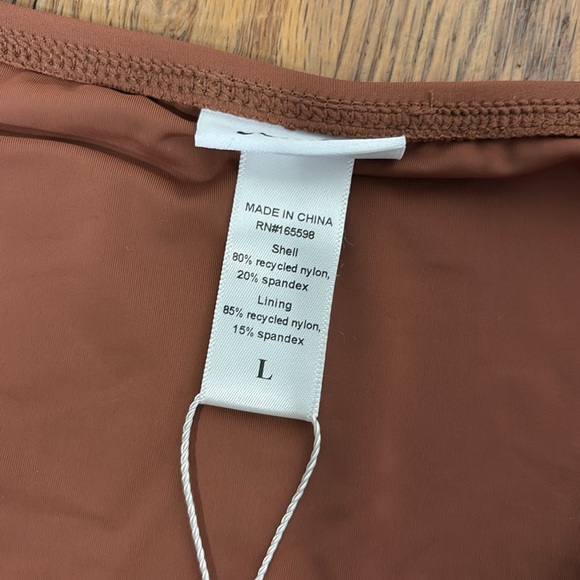 MADE IN CHINA
RN#165598
Shell
80% recycled nylon,
20% spandex
Lining
85% recycled nylon,
15% spandex
L